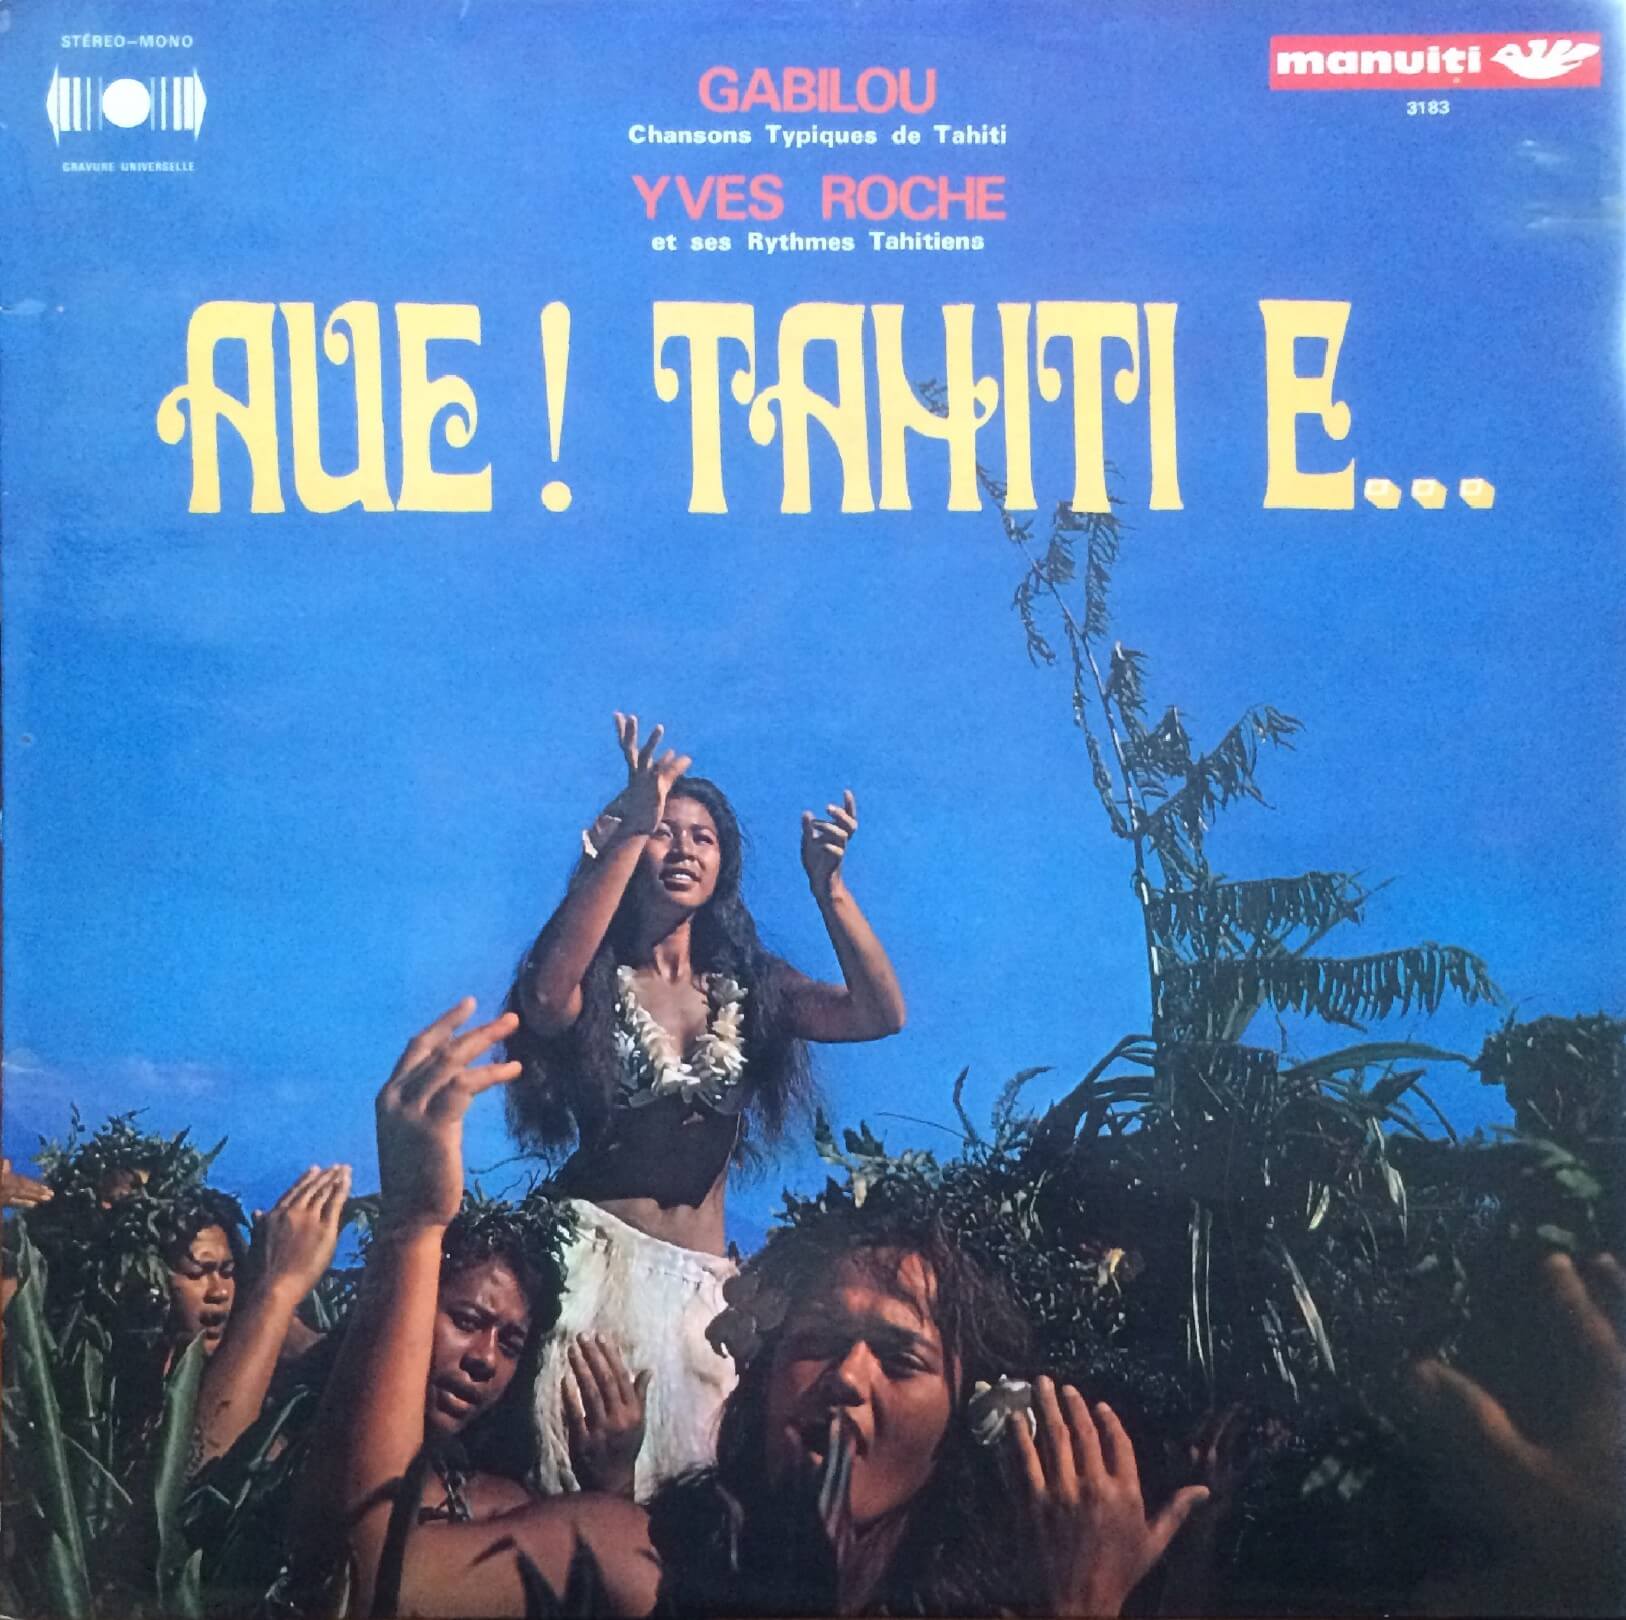 STÉREO–MONO
GRAVURE UNIVERSELLE
GABILOU
Chansons Typiques de Tahiti
YVES ROCHE
et ses Rythmes Tahitiens
manuiti
3183
AUE ! TAHITI E...